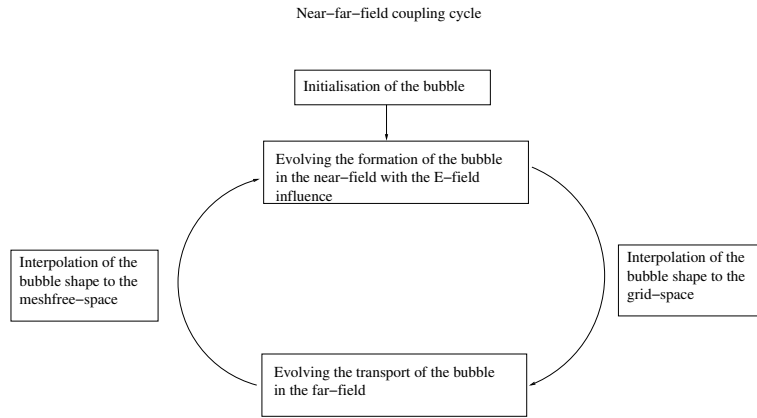 Near-far-field coupling cycle
Initialisation of the bubble
Evolving the formation of the bubble
in the near-field with the E-field
influence
Interpolation of the
bubble shape to the
meshfree-space
Interpolation of the
bubble shape to the
grid-space
Evolving the transport of the bubble
in the far-field